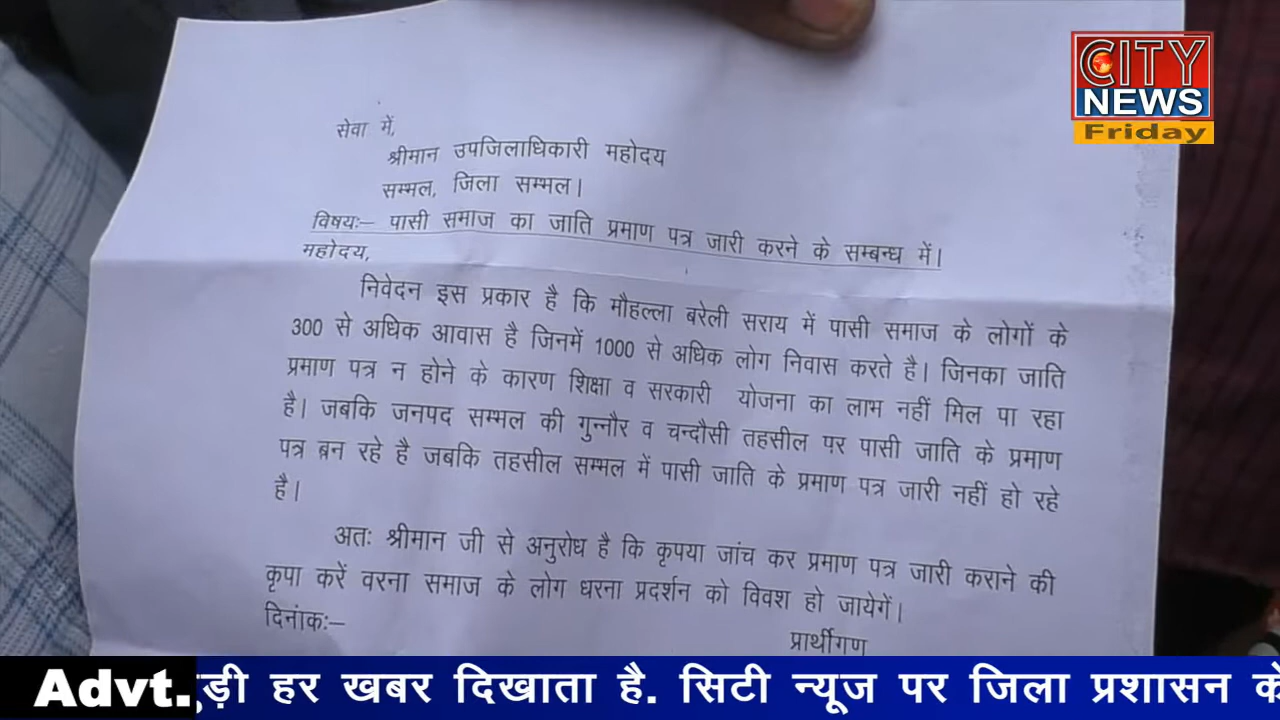 CITY
NEWS
Friday
सेवा में,
श्रीमान उपजिलाधिकारी महोदय
सम्भल, जिला सम्भल।
विषयः– पासी समाज का जाति प्रमाण पत्र जारी करने के सम्बन्ध में।
महोदय,
निवेदन इस प्रकार है कि मौहल्ला बरेली सराय में पासी समाज के लोगों के
300 से अधिक आवास है जिनमें 1000 से अधिक लोग निवास करते है। जिनका जाति
प्रमाण पत्र न होने के कारण शिक्षा व सरकारी योजना का लाभ नहीं मिल पा रहा
है। जबकि जनपद सम्भल की गुन्नौर व चन्दौसी तहसील पर पासी जाति के प्रमाण
पत्र बन रहे है जबकि तहसील सम्भल में पासी जाति के प्रमाण पत्र जारी नहीं हो रहे
है।
अतः श्रीमान जी से अनुरोध है कि कृपया जांच कर प्रमाण पत्र जारी कराने की
कृपा करें वरना समाज के लोग धरना प्रदर्शन को विवश हो जायेगें।
दिनांकः–
प्रार्थीगण
Advt. हर खबर दिखाता है. सिटी न्यूज पर जिला प्रशासन के